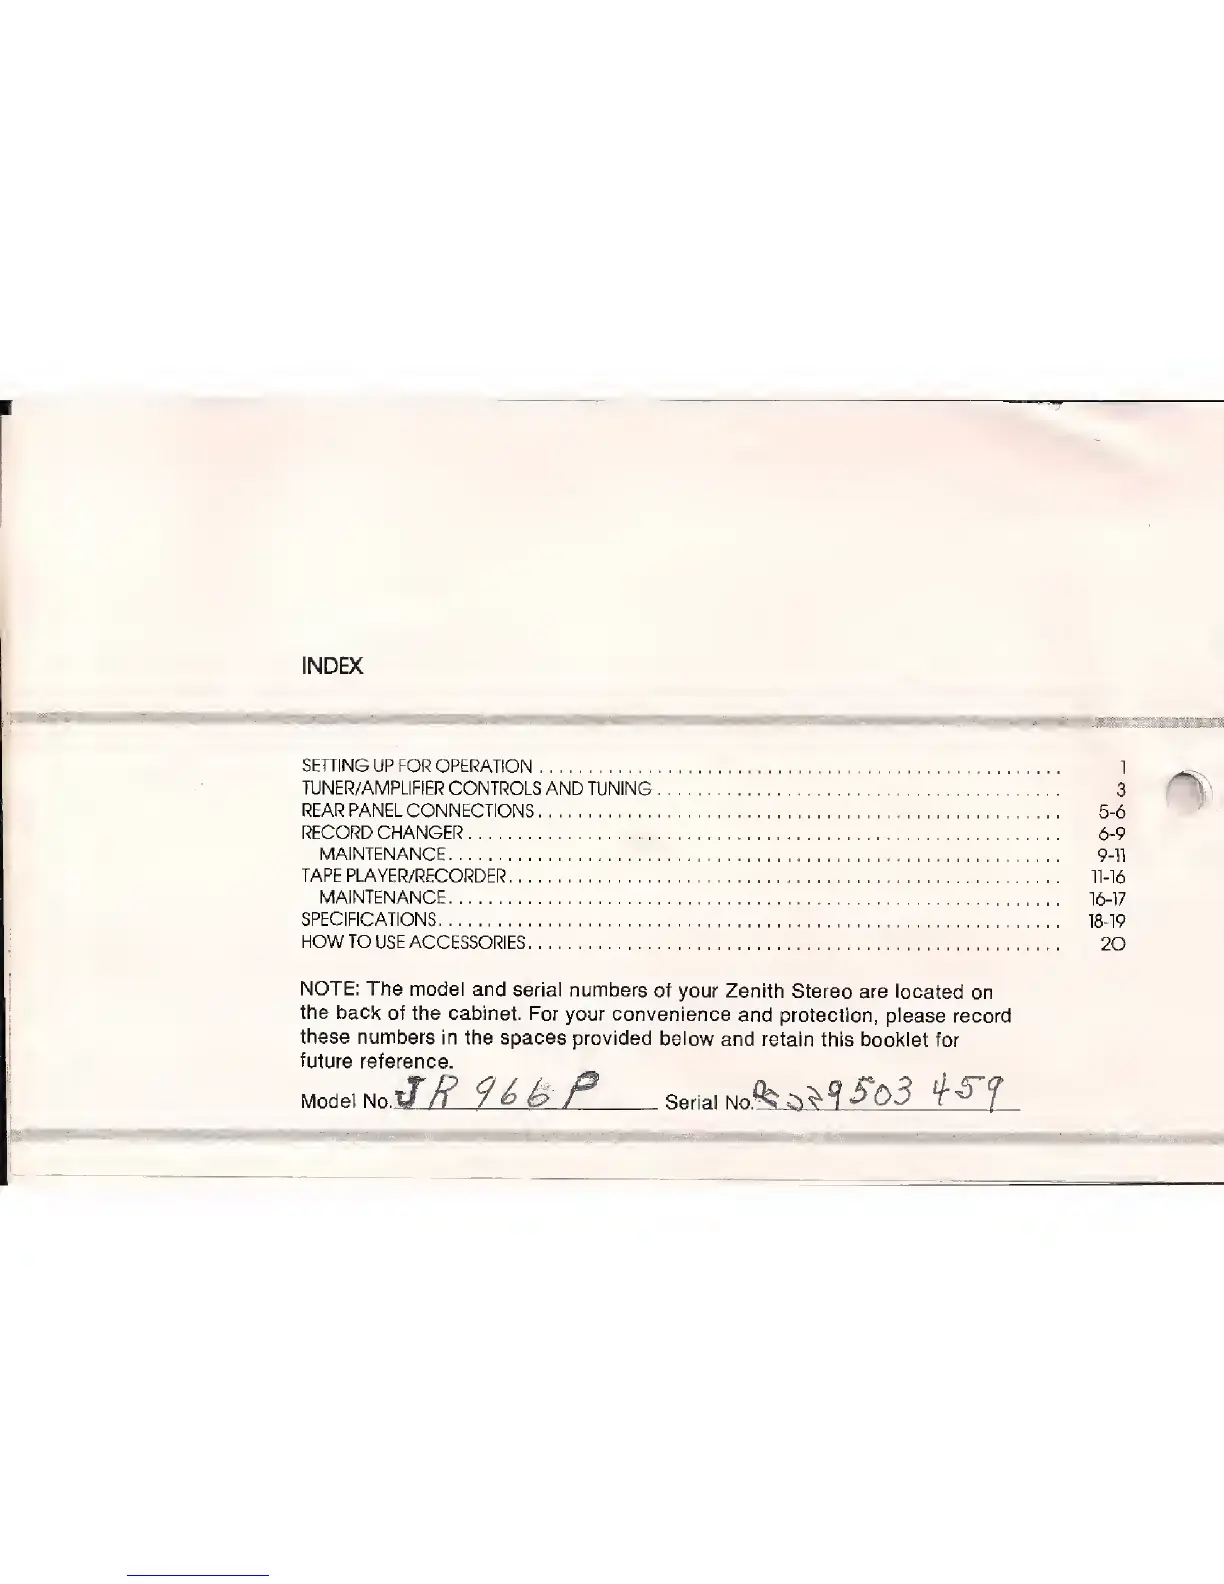 INDEX
SETTING UP FOR OPERATION . . . . . . . . . . . . . . . . . . . . 1
TUNER/AMPLIFIER CONTROLS AND TUNING . . . . . . . . . . . . . . . . . . . . 3
REAR PANEL CONNECTIONS . . . . . . . . . . . . . . . . . . . . 5-6
RECORD CHANGER . . . . . . . . . . . . . . . . . . . . 6-9
MAINTENANCE . . . . . . . . . . . . . . . . . . . . 9-11
TAPE PLAYER/RECORDER . . . . . . . . . . . . . . . . . . . . 11-16
MAINTENANCE . . . . . . . . . . . . . . . . . . . . 16-17
SPECIFICATIONS . . . . . . . . . . . . . . . . . . . . 18-19
HOW TO USE ACCESSORIES . . . . . . . . . . . . . . . . . . . . 20
NOTE: The model and serial numbers of your Zenith Stereo are located on
the back of the cabinet. For your convenience and protection, please record
these numbers in the spaces provided below and retain this booklet for
future reference.
Model No. JR 966 P Serial No. 459